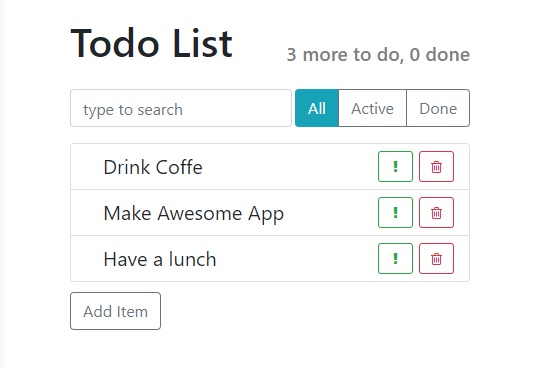 Todo List
3 more to do, 0 done
type to search
All Active Done
Drink Coffe !
Make Awesome App !
Have a lunch !
Add Item